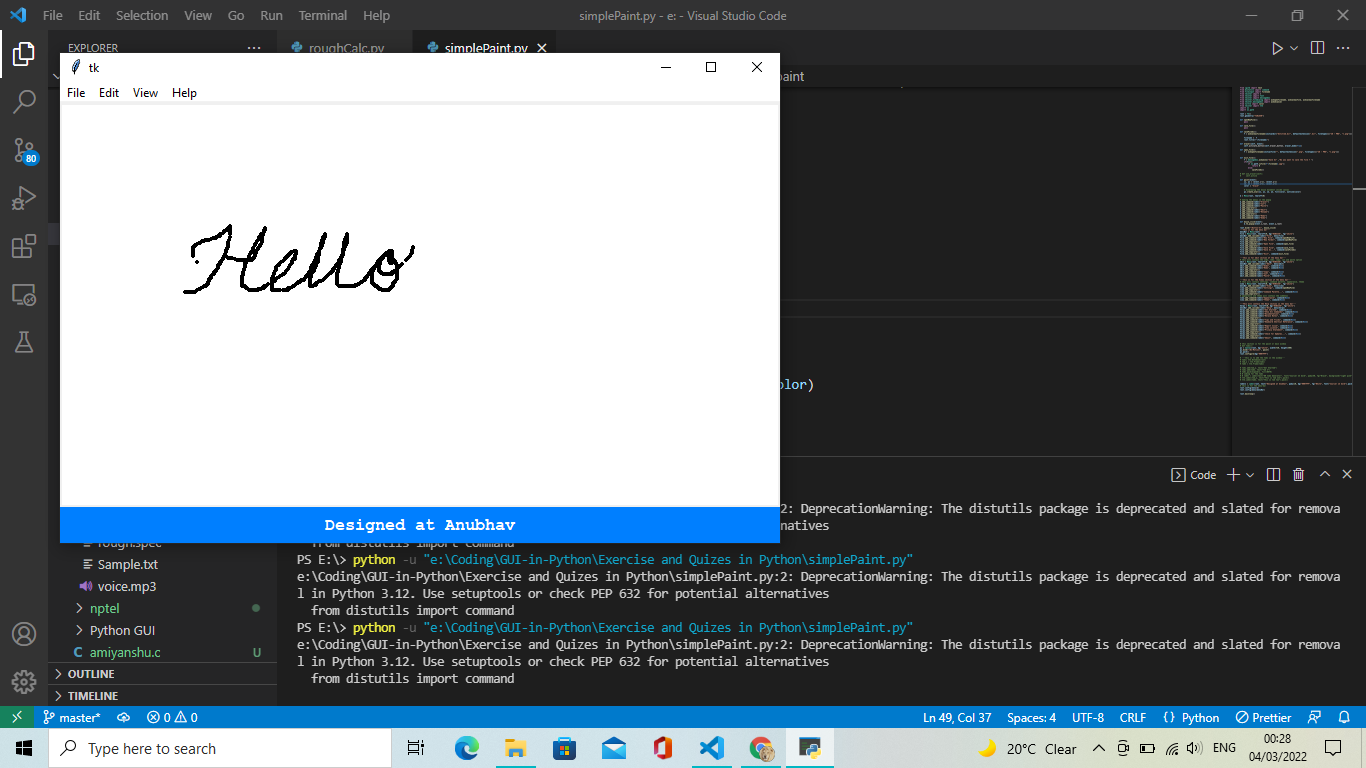 File Edit Selection View Go Run Terminal Help simplePaint.py - e: - Visual Studio Code
EXPLORER ... roughCalc.py simplePaint.py
tk
File Edit View Help
Hello
olor)
Designed at Anubhav
Sample.txt
voice.mp3
nptel
Python GUI
C amiyanshu.c U
OUTLINE
TIMELINE
80
Code
2: DeprecationWarning: The distutils package is deprecated and slated for remova
natives
from distutils import command
PS E:\> python -u "e:\Coding\GUI-in-Python\Exercise and Quizes in Python\simplePaint.py"
e:\Coding\GUI-in-Python\Exercise and Quizes in Python\simplePaint.py:2: DeprecationWarning: The distutils package is deprecated and slated for remova
l in Python 3.12. Use setuptools or check PEP 632 for potential alternatives
from distutils import command
PS E:\> python -u "e:\Coding\GUI-in-Python\Exercise and Quizes in Python\simplePaint.py"
e:\Coding\GUI-in-Python\Exercise and Quizes in Python\simplePaint.py:2: DeprecationWarning: The distutils package is deprecated and slated for remova
l in Python 3.12. Use setuptools or check PEP 632 for potential alternatives
from distutils import command
master* 0 0 Ln 49, Col 37 Spaces: 4 UTF-8 CRLF {} Python Prettier
Type here to search 20°C Clear ENG 00:28
04/03/2022